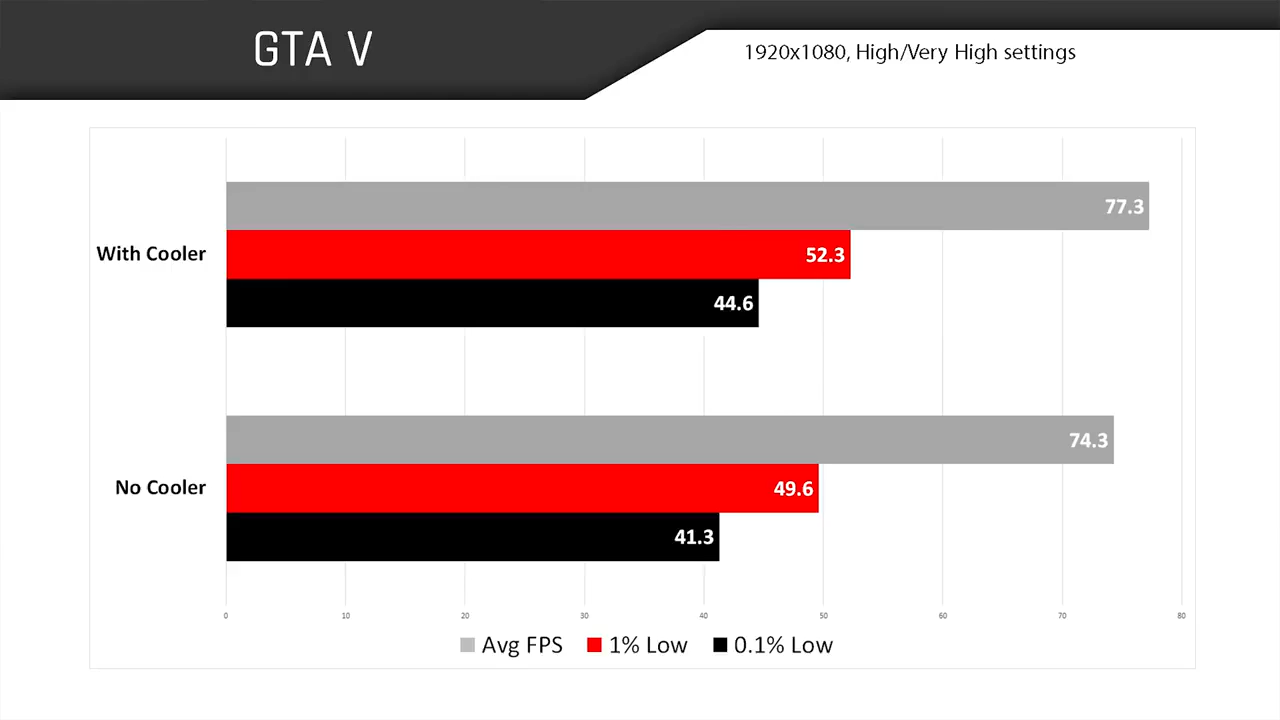 GTA V
1920x1080, High/Very High settings
With Cooler
77.3
52.3
44.6
No Cooler
74.3
49.6
41.3
0 10 20 30 40 50 60 70 80
Avg FPS 1% Low 0.1% Low